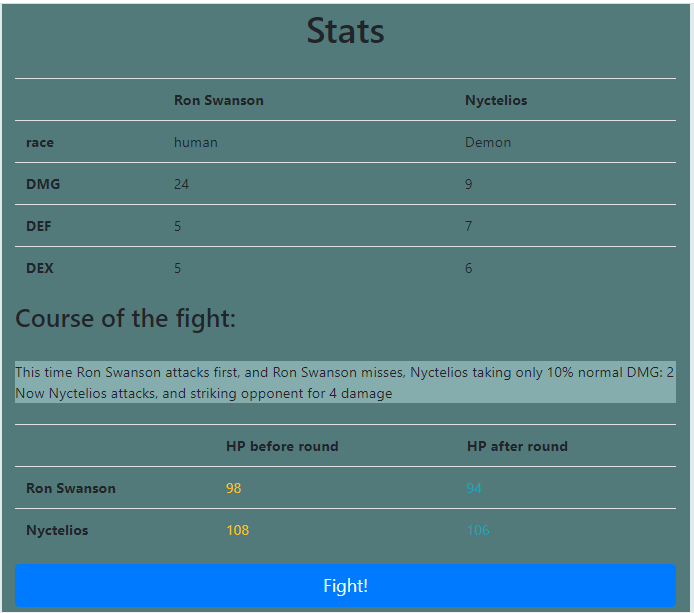 Stats
Ron Swanson Nyctelios
race human Demon
DMG 24 9
DEF 5 7
DEX 5 6
Course of the fight:
This time Ron Swanson attacks first, and Ron Swanson misses, Nyctelios taking only 10% normal DMG: 2
Now Nyctelios attacks, and striking opponent for 4 damage
HP before round HP after round
Ron Swanson 98 94
Nyctelios 108 106
Fight!